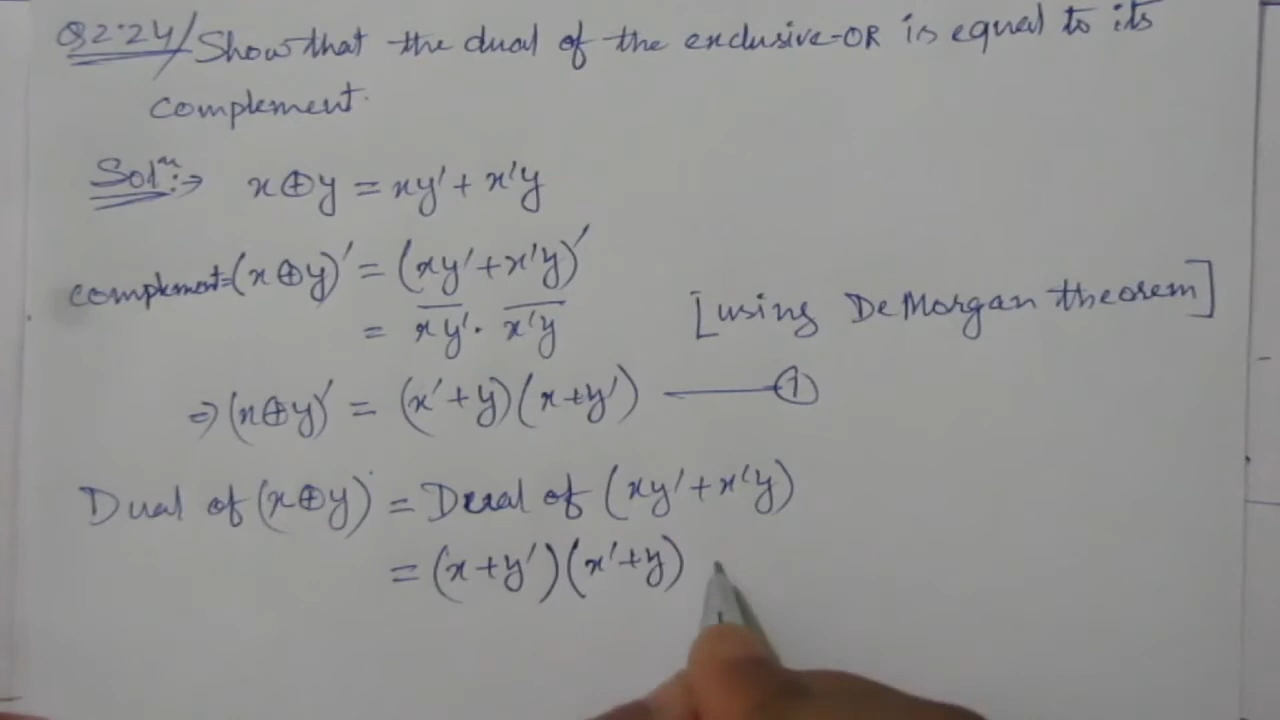 Q2.24/ Show that the dual of the exclusive-OR is equal to its
complement.
Solⁿ:→ x⊕y = xy' + x'y
complement=(x⊕y)' = (xy' + x'y)'
= \overline{xy'} · \overline{x'y} [using DeMorgan theorem]
⇒(x⊕y)' = (x'+y)(x+y') —— ①
Dual of (x⊕y) = Dual of (xy' + x'y)
= (x+y')(x'+y)